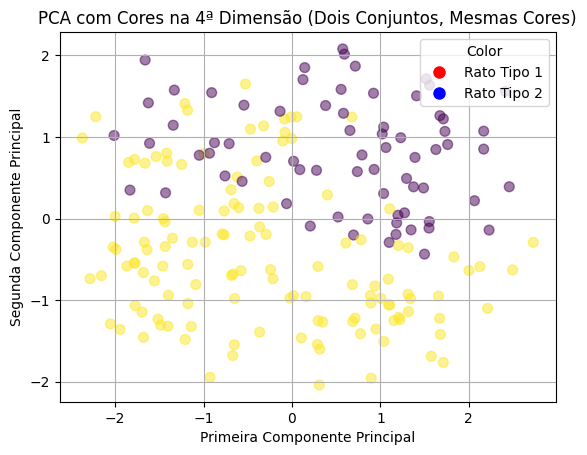 PCA com Cores na 4ª Dimensão (Dois Conjuntos, Mesmas Cores)
Color
Rato Tipo 1
Rato Tipo 2
Segunda Componente Principal
2
1
0
−1
−2
−2
−1
0
1
2
Primeira Componente Principal